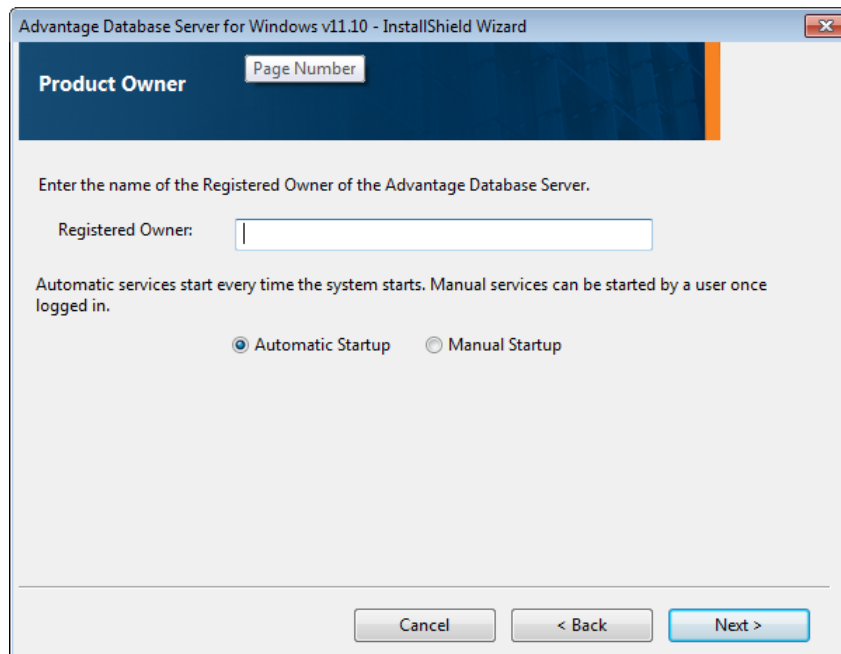 Advantage Database Server for Windows v11.10 - InstallShield Wizard
Page Number
Product Owner
Enter the name of the Registered Owner of the Advantage Database Server.
Registered Owner:
Automatic services start every time the system starts. Manual services can be started by a user once
logged in.
Automatic Startup Manual Startup
Cancel < Back Next >